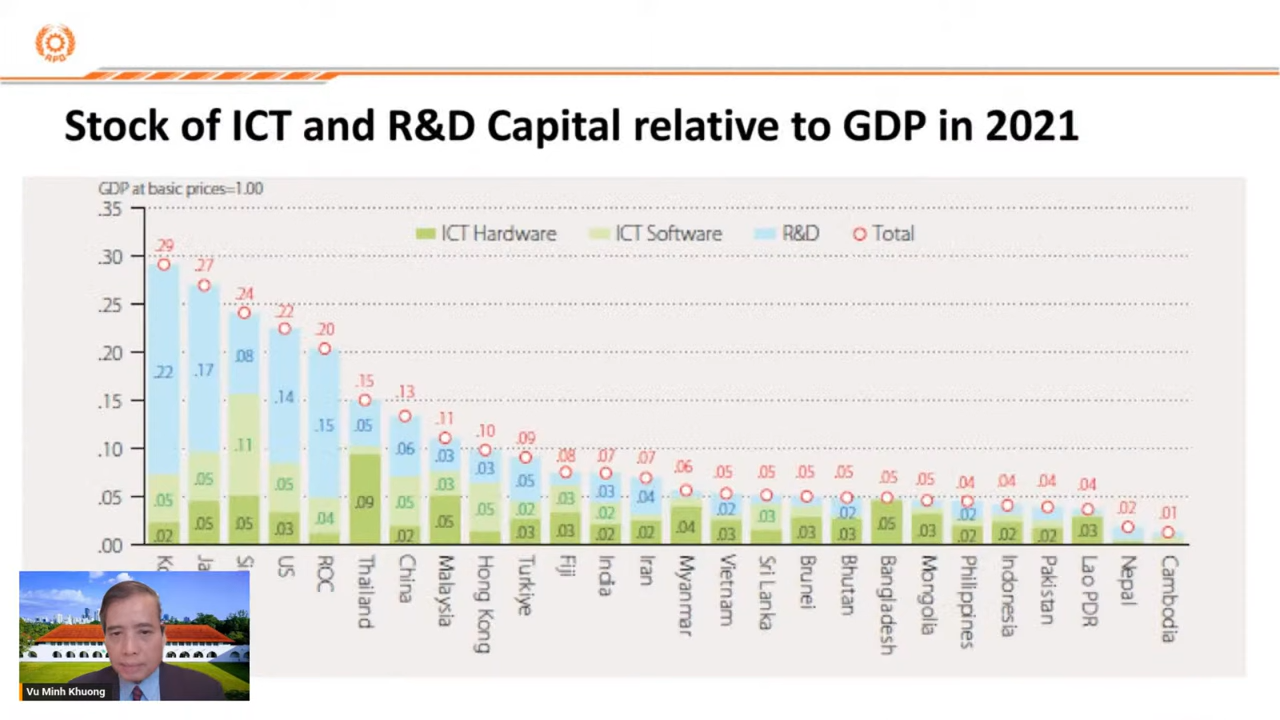 APO
Stock of ICT and R&D Capital relative to GDP in 2021
GDP at basic prices=1.00
ICT Hardware ICT Software R&D Total
.35
.30
.25
.20
.15
.10
.05
.00
.29 .27 .24 .22 .20 .15 .13 .11 .10 .09 .08 .07 .07 .06 .05 .05 .05 .05 .05 .05 .04 .04 .04 .04 .02 .01
.22 .17 .08 .14 .15 .05 .06 .03 .03 .05 .03 .04 .02 .02 .02
.05 .05 .11 .05 .04 .05 .03 .05 .02 .03 .02 .03
.02 .05 .05 .03 .09 .02 .05 .03 .03 .02 .02 .04 .03 .03 .03 .05 .03 .02 .02 .02 .03
US
ROC
Thailand
China
Malaysia
Hong Kong
Turkiye
Fiji
India
Iran
Myanmar
Vietnam
Sri Lanka
Brunei
Bhutan
Bangladesh
Mongolia
Philippines
Indonesia
Pakistan
Lao PDR
Nepal
Cambodia
Vu Minh Khuong